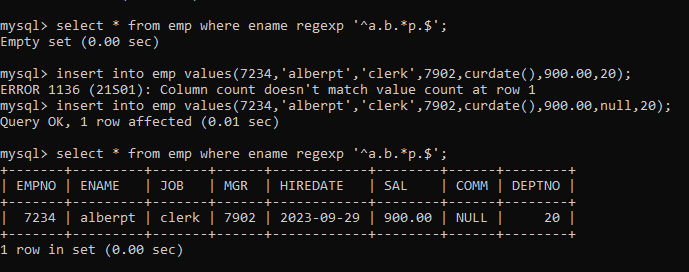 mysql> select * from emp where ename regexp '^a.b.*p.$';
Empty set (0.00 sec)
mysql> insert into emp values(7234,'alberpt','clerk',7902,curdate(),900.00,20);
ERROR 1136 (21S01): Column count doesn't match value count at row 1
mysql> insert into emp values(7234,'alberpt','clerk',7902,curdate(),900.00,null,20);
Query OK, 1 row affected (0.01 sec)
mysql> select * from emp where ename regexp '^a.b.*p.$';
+-------+---------+-------+------+------------+--------+------+--------+
| EMPNO | ENAME | JOB | MGR | HIREDATE | SAL | COMM | DEPTNO |
+-------+---------+-------+------+------------+--------+------+--------+
| 7234 | alberpt | clerk | 7902 | 2023-09-29 | 900.00 | NULL | 20 |
+-------+---------+-------+------+------------+--------+------+--------+
1 row in set (0.00 sec)